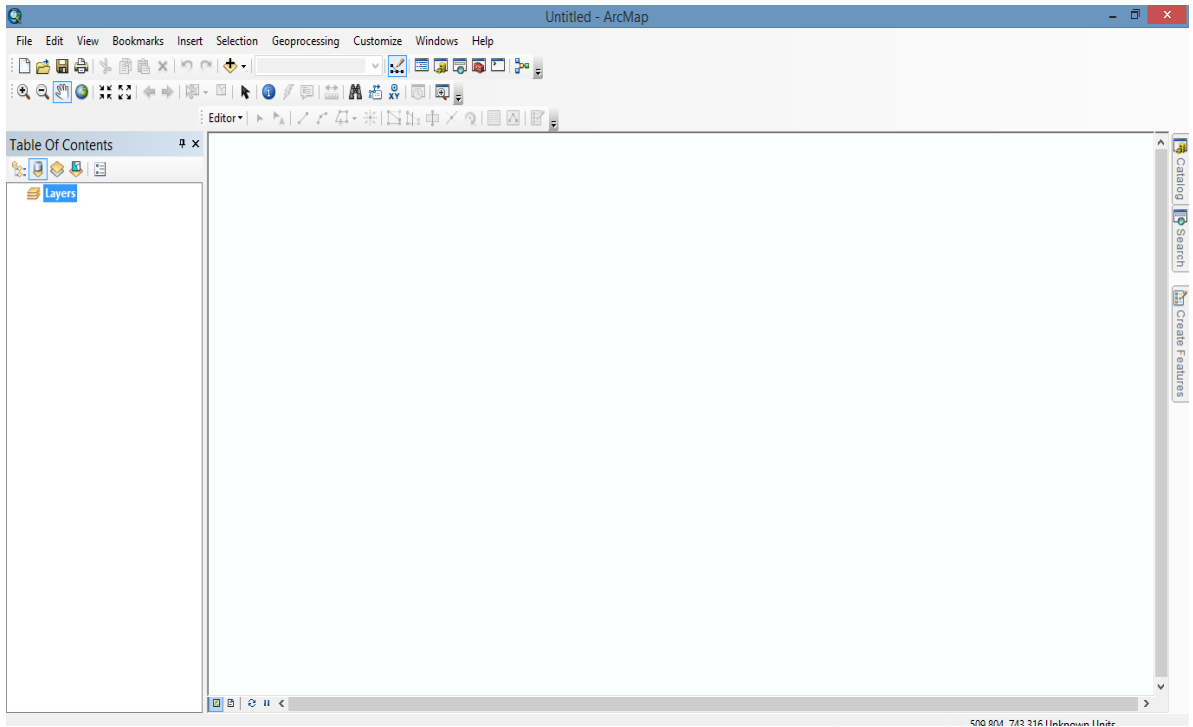 Untitled - ArcMap
File Edit View Bookmarks Insert Selection Geoprocessing Customize Windows Help
Editor
Table Of Contents
Layers
Catalog
Search
Create Features
509.804 743.316 Unknown Units